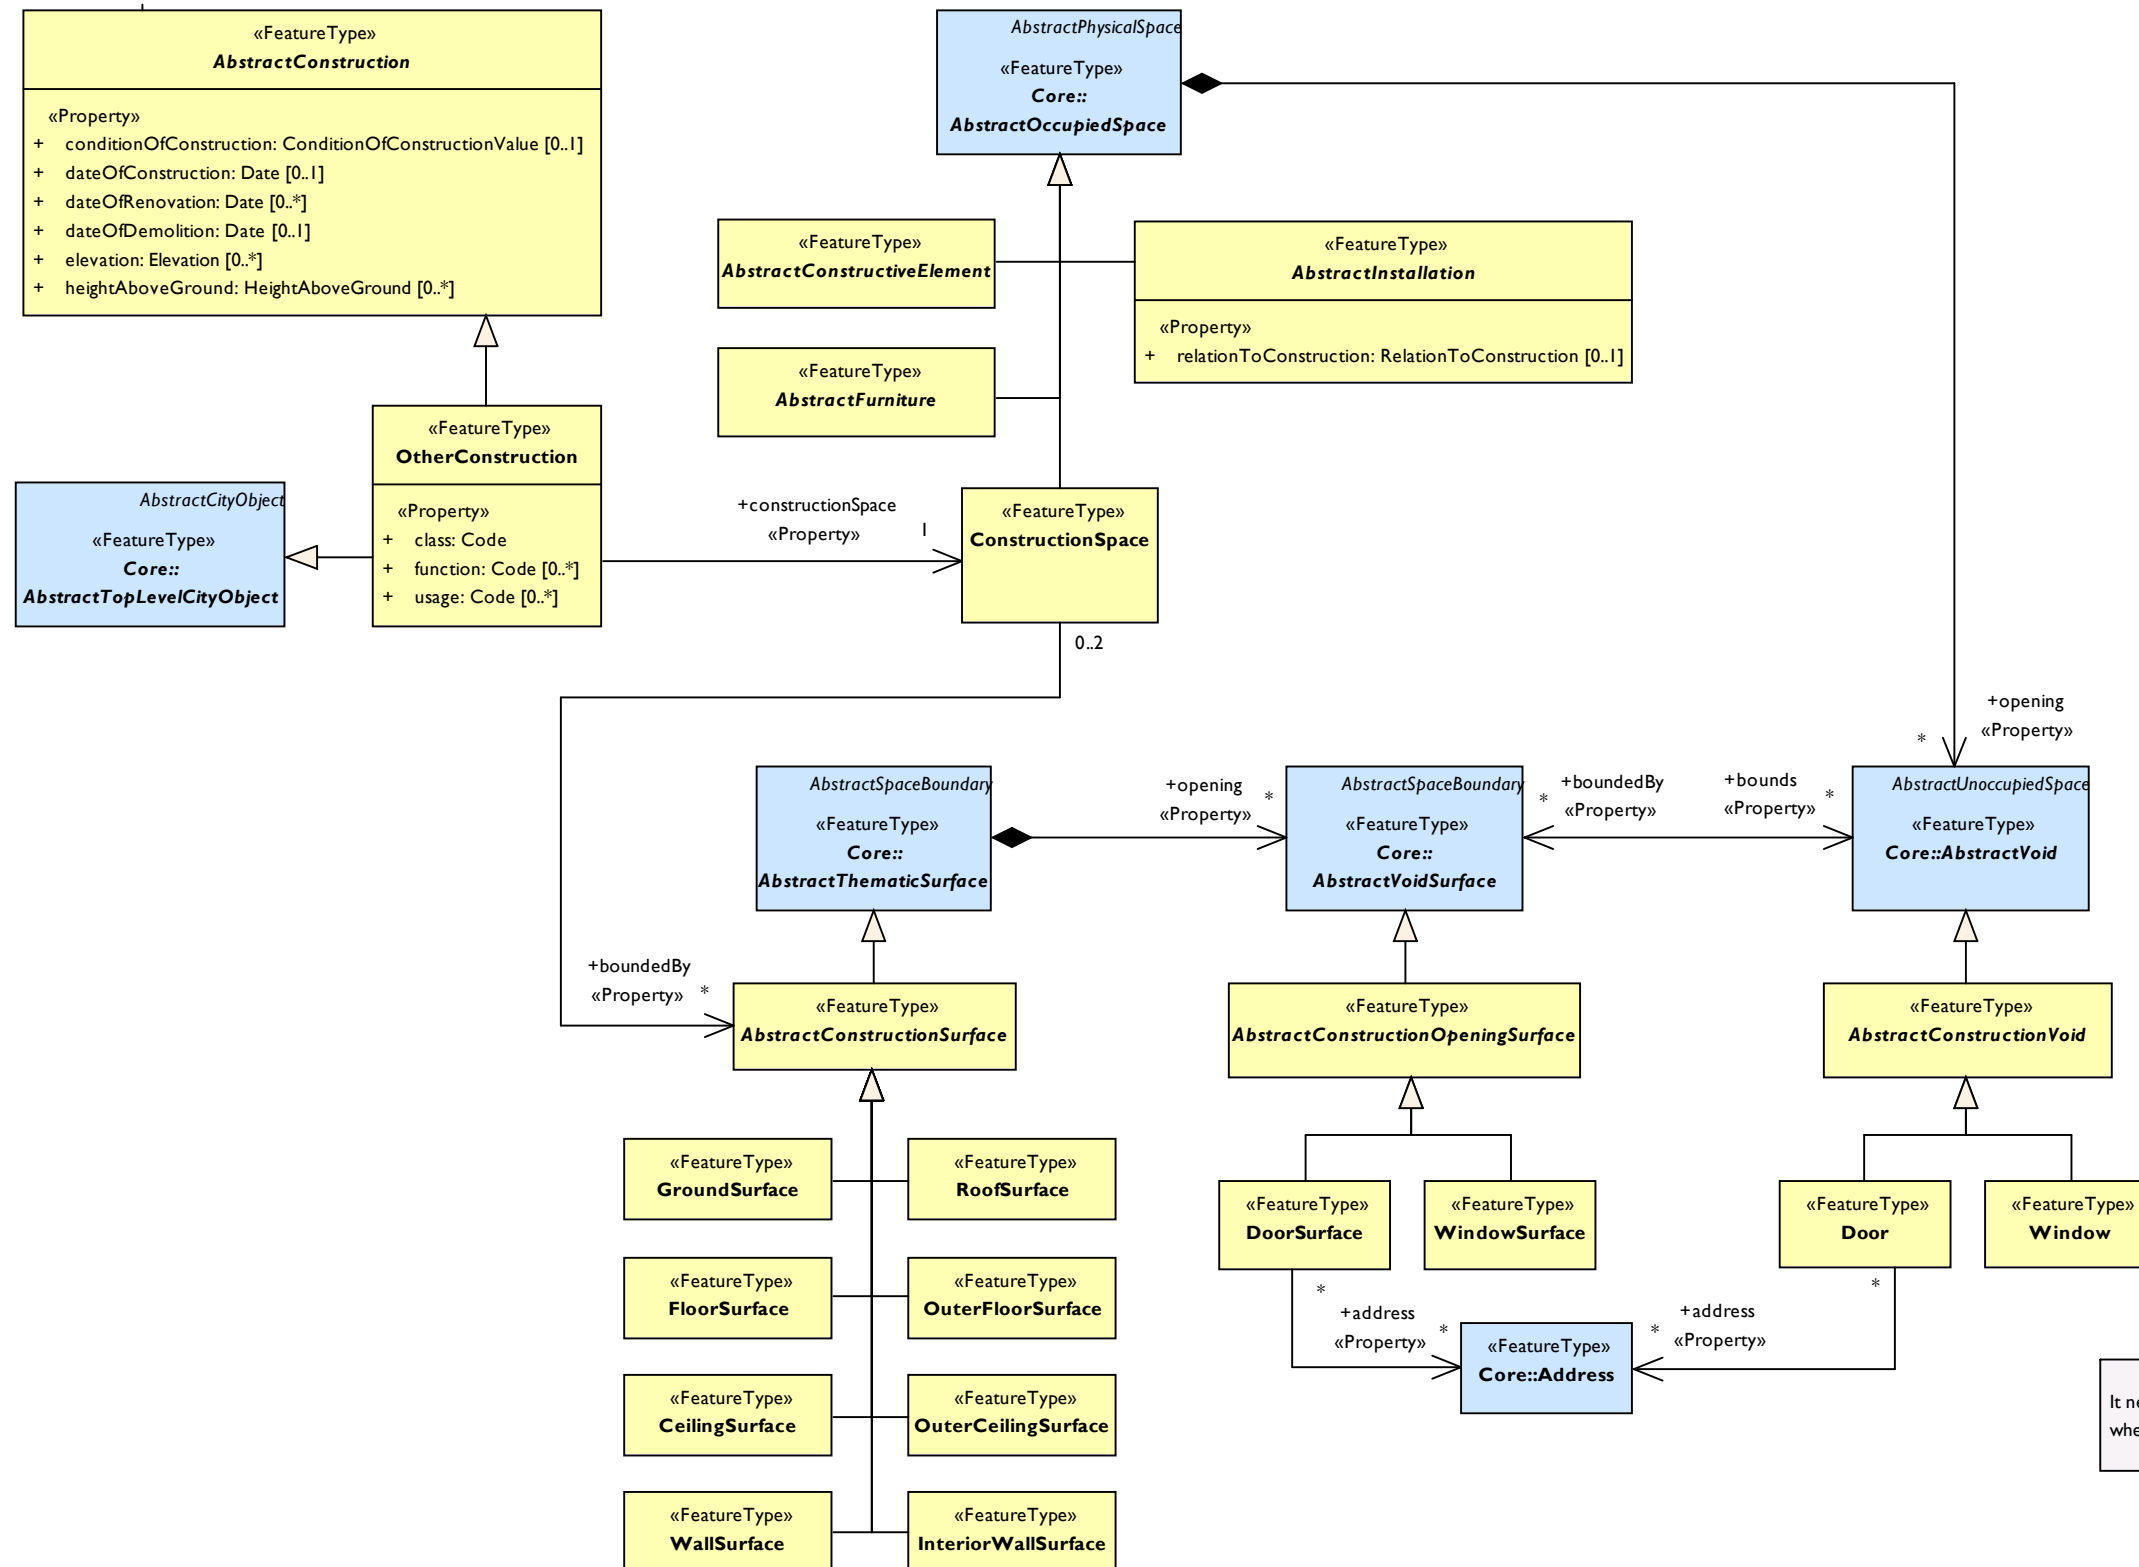 «FeatureType»
AbstractConstruction
«Property»
+ conditionOfConstruction: ConditionOfConstructionValue [0..1]
+ dateOfConstruction: Date [0..1]
+ dateOfRenovation: Date [0..*]
+ dateOfDemolition: Date [0..1]
+ elevation: Elevation [0..*]
+ heightAboveGround: HeightAboveGround [0..*]
AbstractPhysicalSpace
«FeatureType»
Core::
AbstractOccupiedSpace
«FeatureType»
AbstractConstructiveElement
«FeatureType»
AbstractInstallation
«Property»
+ relationToConstruction: RelationToConstruction [0..1]
«FeatureType»
AbstractFurniture
«FeatureType»
OtherConstruction
«Property»
+ class: Code
+ function: Code [0..*]
+ usage: Code [0..*]
AbstractCityObject
«FeatureType»
Core::
AbstractTopLevelCityObject
+constructionSpace
«Property»
1
«FeatureType»
ConstructionSpace
0..2
+opening
«Property»
*
AbstractSpaceBoundary
«FeatureType»
Core::
AbstractThematicSurface
+opening
«Property»
*
AbstractSpaceBoundary
«FeatureType»
Core::
AbstractVoidSurface
*
+boundedBy
«Property»
+bounds
«Property»
*
AbstractUnoccupiedSpace
«FeatureType»
Core::AbstractVoid
+boundedBy
«Property»
*
«FeatureType»
AbstractConstructionSurface
«FeatureType»
AbstractConstructionOpeningSurface
«FeatureType»
AbstractConstructionVoid
«FeatureType»
GroundSurface
«FeatureType»
RoofSurface
«FeatureType»
DoorSurface
«FeatureType»
WindowSurface
«FeatureType»
Door
«FeatureType»
Window
«FeatureType»
FloorSurface
«FeatureType»
OuterFloorSurface
*
+address
«Property»
*
*
+address
«Property»
*
«FeatureType»
Core::Address
«FeatureType»
CeilingSurface
«FeatureType»
OuterCeilingSurface
It
«FeatureType»
WallSurface
«FeatureType»
InteriorWallSurface